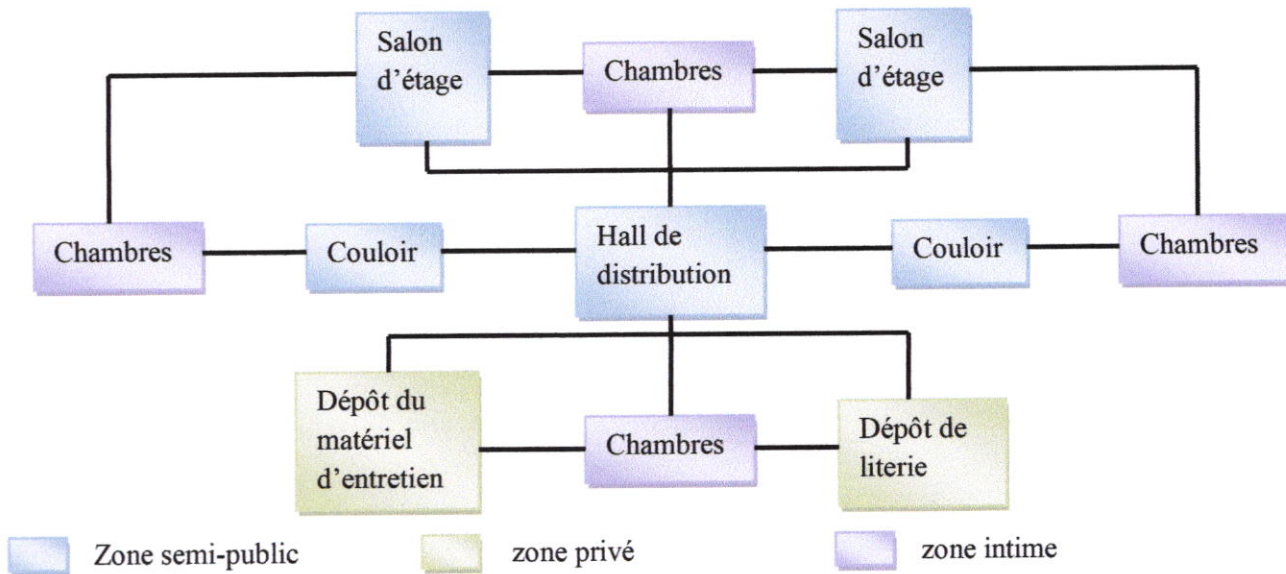 Salon
d'étage
Chambres
Salon
d'étage
Chambres
Couloir
Hall de
distribution
Couloir
Chambres
Dépôt du
matériel
d'entretien
Chambres
Dépôt de
literie
Zone semi-public
zone privé
zone intime